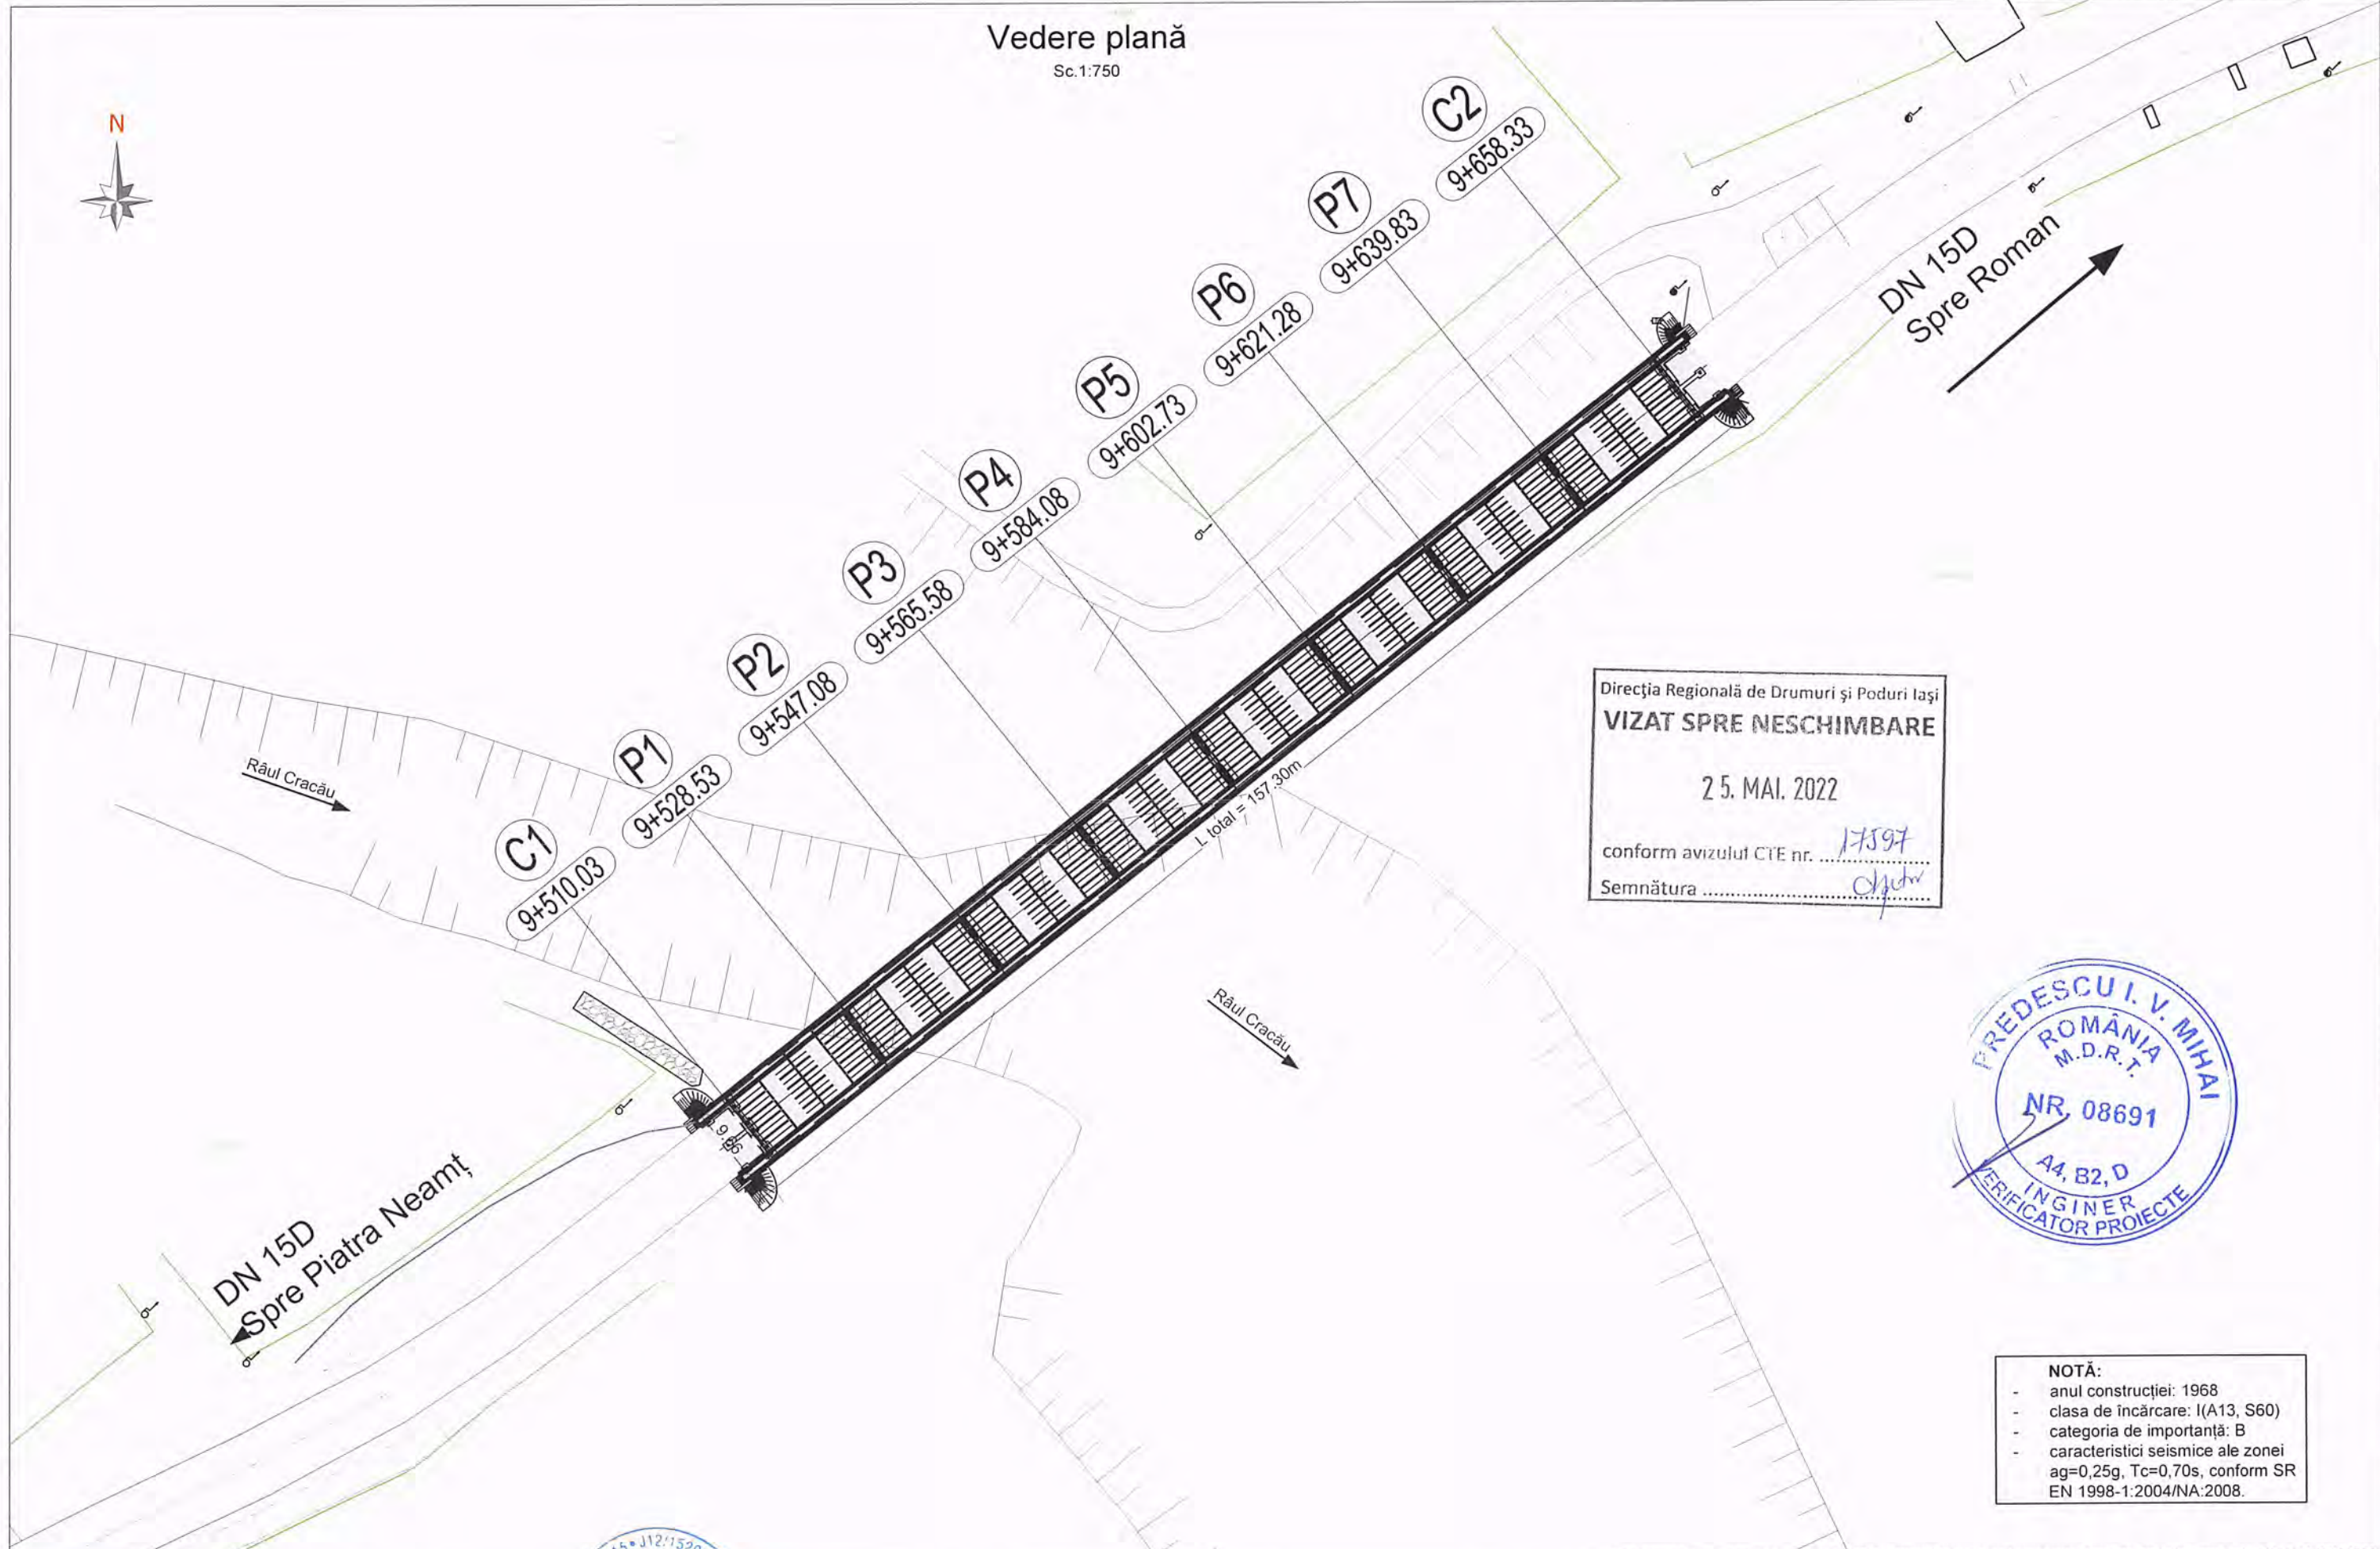 Vedere plană
Sc.1:750
N
C2
9+658.33
P7
9+639.83
P6
9+621.28
P5
9+602.73
P4
9+584.08
P3
9+565.58
P2
9+547.08
P1
9+528.53
C1
9+510.03
DN 15D
Spre Roman
Râul Cracău
L total = 157.30m
Râul Cracău
9.66
DN 15D
Spre Piatra Neamț
Direcția Regională de Drumuri și Poduri Iași
VIZAT SPRE NESCHIMBARE
25. MAI. 2022
conform avizului CTE nr. 17597
Semnătura
PREDESCU I. V. MIHAI
ROMÂNIA
M.D.R.T.
NR. 08691
A4, B2, D
INGINER
VERIFICATOR PROIECTE
NOTĂ:
- anul construcției: 1968
- clasa de încărcare: I(A13, S60)
- categoria de importanță: B
- caracteristici seismice ale zonei
ag=0,25g, Tc=0,70s, conform SR
EN 1998-1:2004/NA:2008.